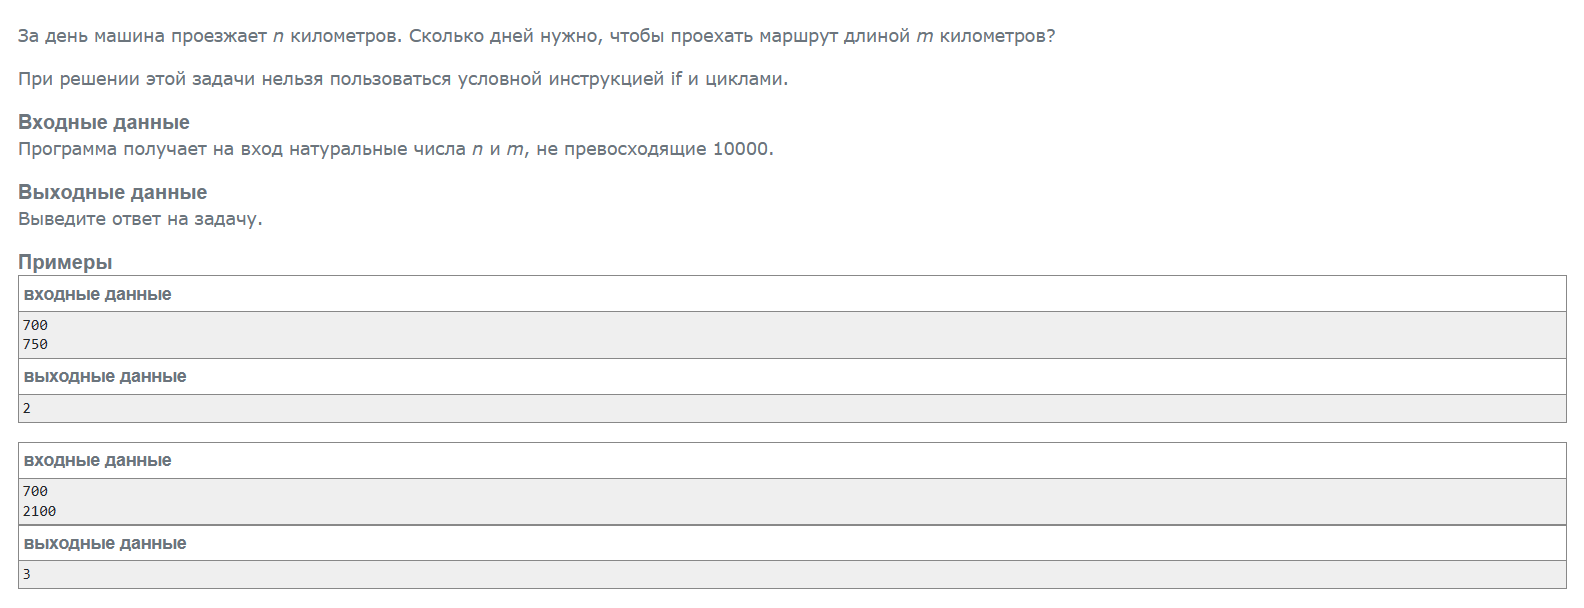 За день машина проезжает n километров. Сколько дней нужно, чтобы проехать маршрут длиной m километров?
При решении этой задачи нельзя пользоваться условной инструкцией if и циклами.
Входные данные
Программа получает на вход натуральные числа n и m, не превосходящие 10000.
Выходные данные
Выведите ответ на задачу.
Примеры
входные данные
700
750
выходные данные
2
входные данные
700
2100
выходные данные
3